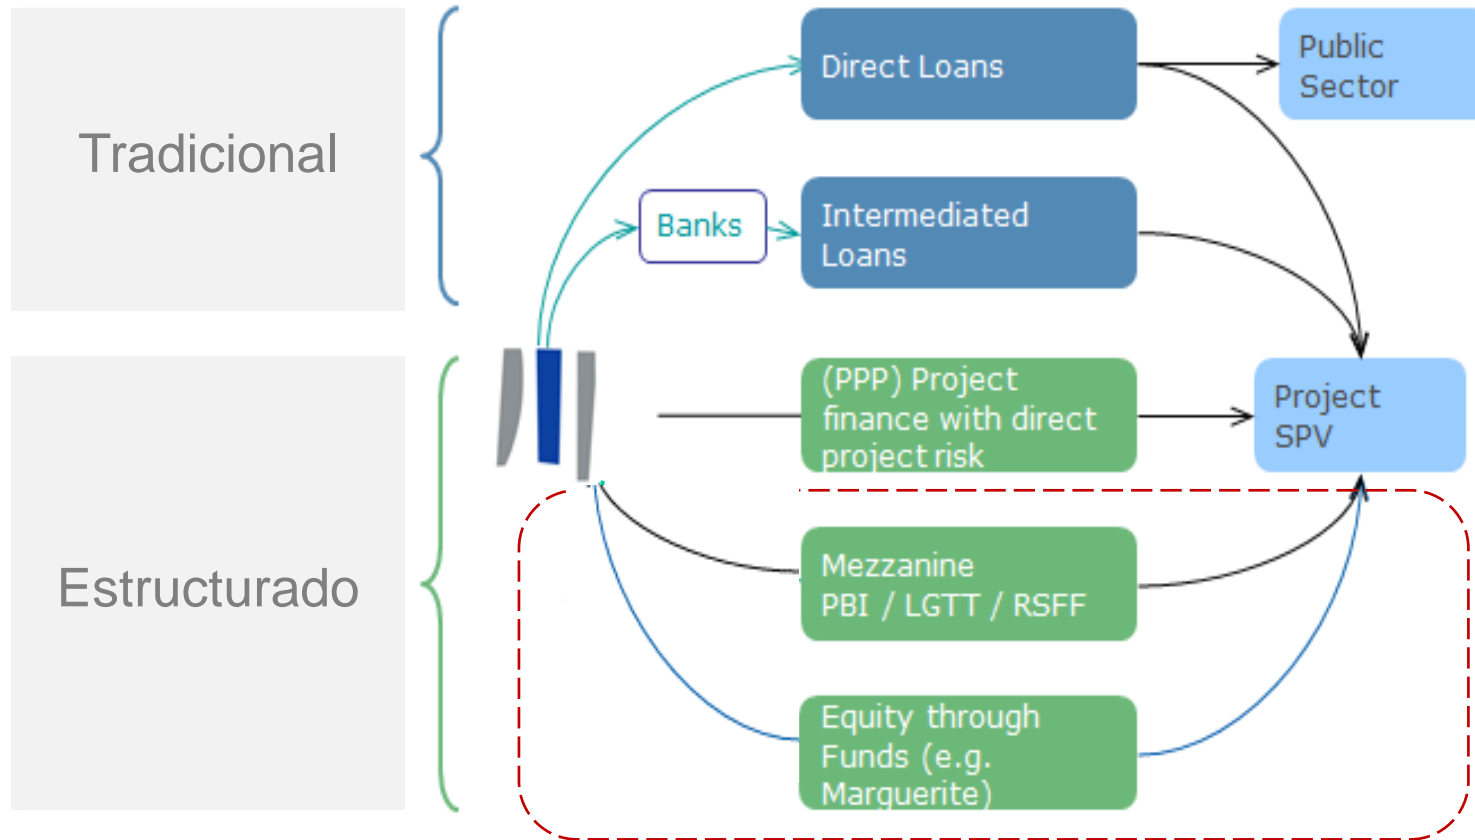 Tradicional
Direct Loans
Public
Sector
Banks
Intermediated
Loans
Estructurado
(PPP) Project
finance with direct
project risk
Project
SPV
Mezzanine
PBI / LGTT / RSFF
Equity through
Funds (e.g.
Marguerite)